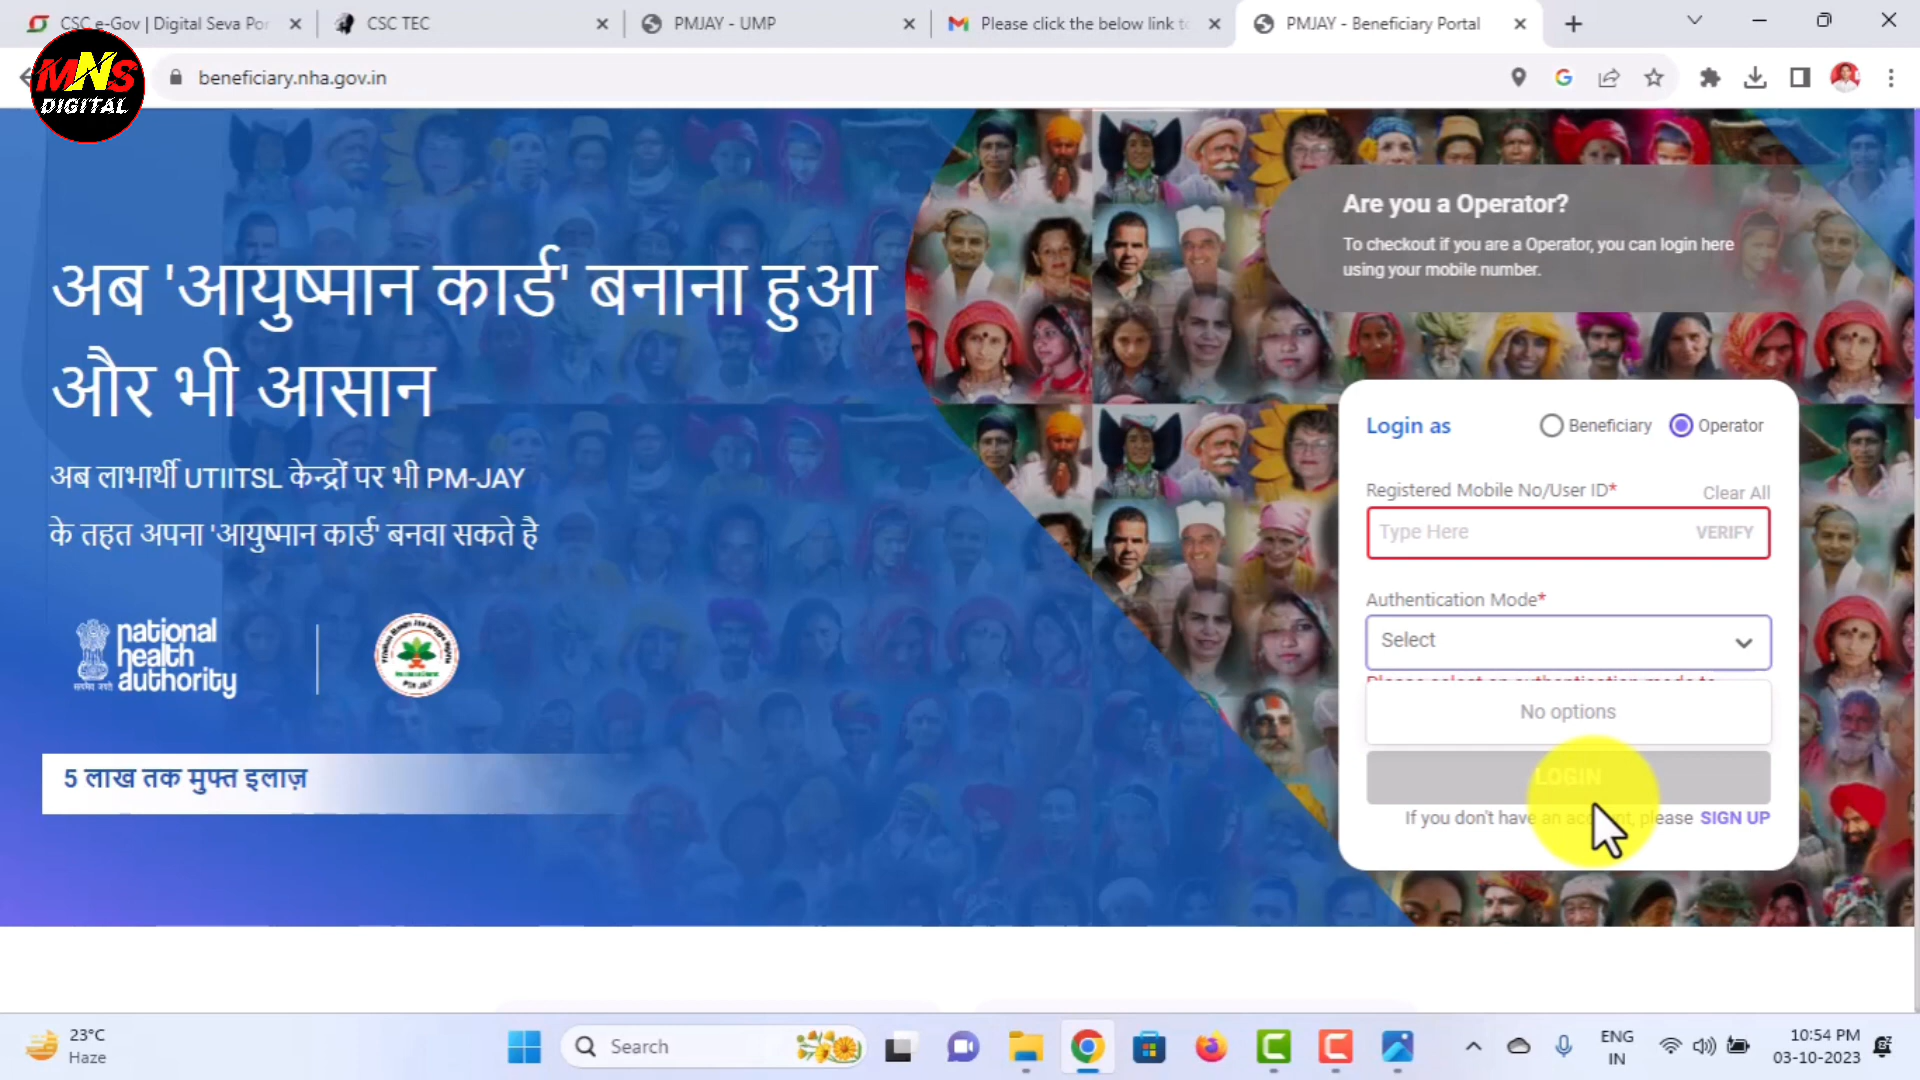 CSC e-Gov | Digital Seva Por
CSC TEC
PMJAY - UMP
Please click the below link to
PMJAY - Beneficiary Portal
MNS
DIGITAL
beneficiary.nha.gov.in
Are you a Operator?
To checkout if you are a Operator, you can login here
using your mobile number.
अब 'आयुष्मान कार्ड' बनाना हुआ
और भी आसान
अब लाभार्थी UTIITSL केन्द्रों पर भी PM-JAY
के तहत अपना 'आयुष्मान कार्ड' बनवा सकते है
national
health
authority
PM JAY
5 लाख तक मुफ्त इलाज़
Login as
Beneficiary
Operator
Registered Mobile No/User ID*
Clear All
Type Here
VERIFY
Authentication Mode*
Select
No options
LOGIN
If you don't have an account, please SIGN UP
23°C
Haze
Search
ENG
IN
10:54 PM
03-10-2023